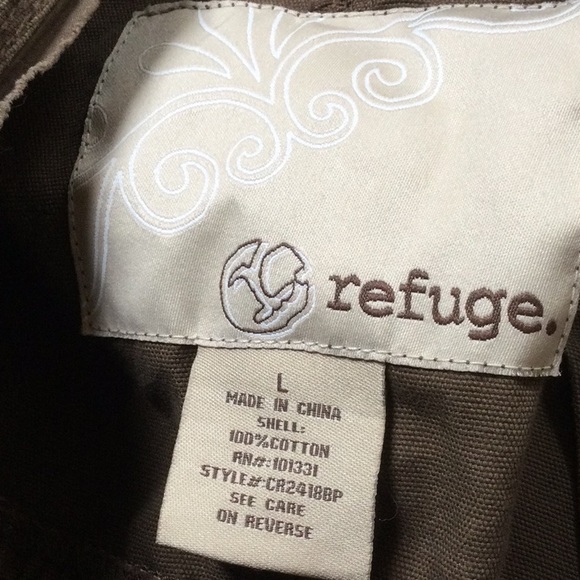 refuge.
L
MADE IN CHINA
SHELL:
100%COTTON
RN#:101331
STYLE#:CR24188P
SEE CARE
ON REVERSE